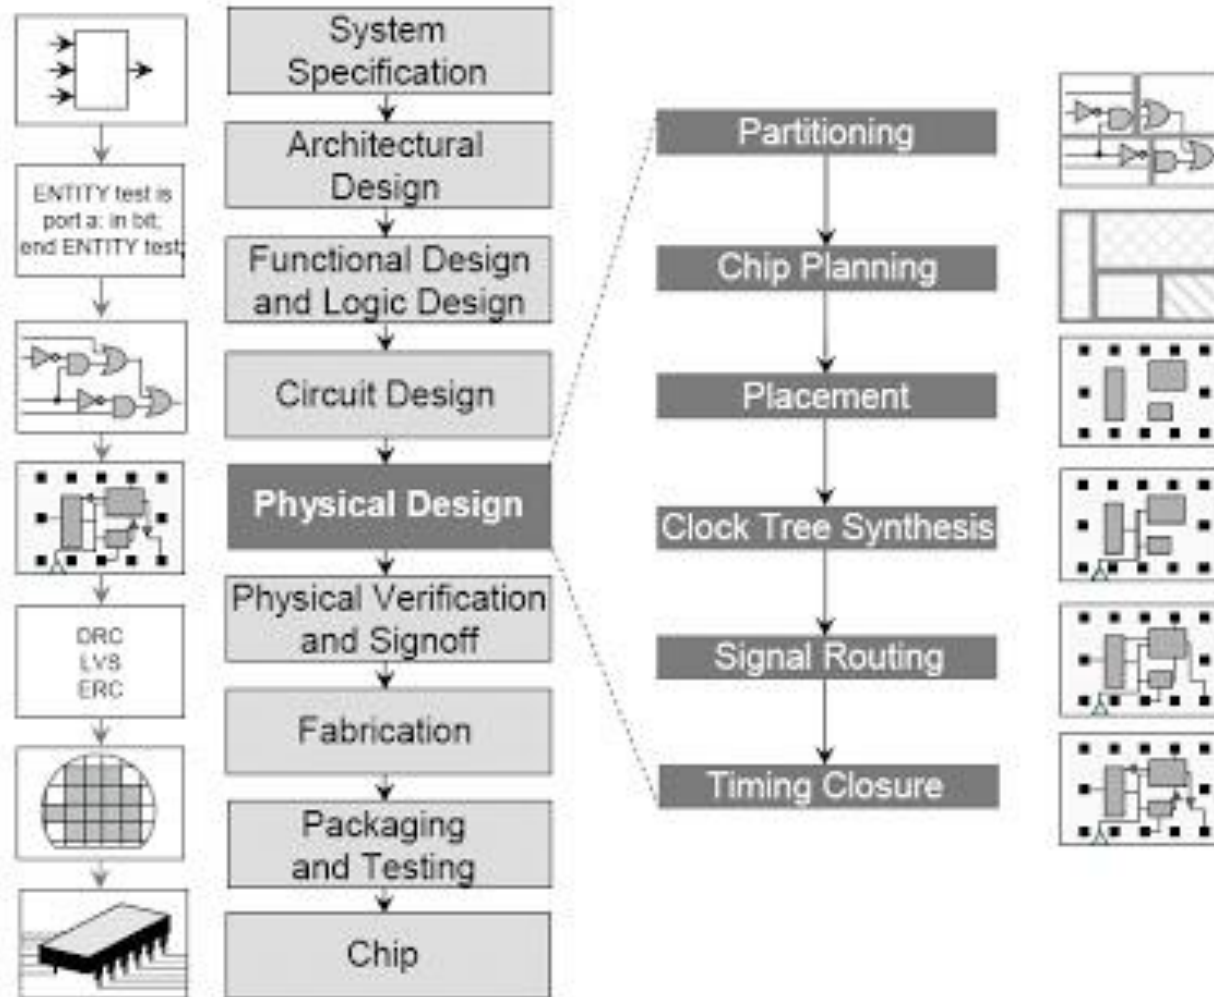 ENTITY test is
port a: in bit;
end ENTITY test;
DRC
LVS
ERC
System
Specification
Architectural
Design
Functional Design
and Logic Design
Circuit Design
Physical Design
Physical Verification
and Signoff
Fabrication
Packaging
and Testing
Chip
Partitioning
Chip Planning
Placement
Clock Tree Synthesis
Signal Routing
Timing Closure